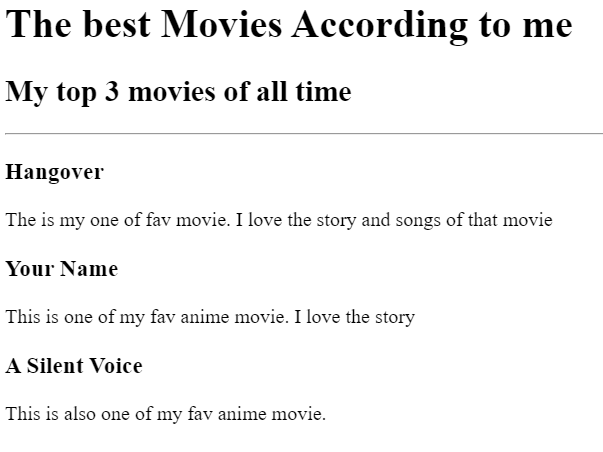 The best Movies According to me
My top 3 movies of all time
Hangover
The is my one of fav movie. I love the story and songs of that movie
Your Name
This is one of my fav anime movie. I love the story
A Silent Voice
This is also one of my fav anime movie.